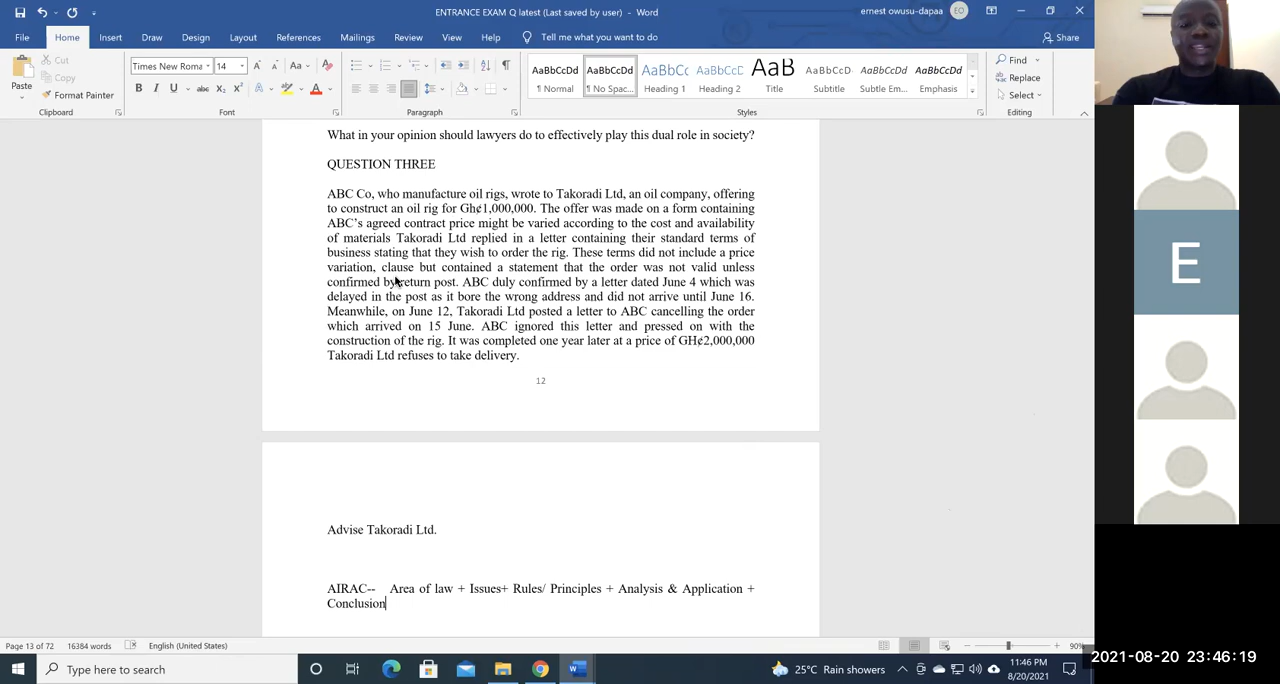 ENTRANCE EXAM Q latest (Last saved by user) - Word
ernest owusu-dapaa
EO
File Home Insert Draw Design Layout References Mailings Review View Help Tell me what you want to do
Share
Paste
Cut
Copy
Format Painter
Clipboard
Times New Roma
14
Font
Paragraph
AaBbCcDd
¶ Normal
AaBbCcDd
¶ No Spac...
AaBbCc
Heading 1
AaBbCcD
Heading 2
AaB
Title
AaBbCcD
Subtitle
AaBbCcDd
Subtle Em...
AaBbCcDd
Emphasis
Styles
Find
Replace
Select
Editing
What in your opinion should lawyers do to effectively play this dual role in society?
QUESTION THREE
ABC Co, who manufacture oil rigs, wrote to Takoradi Ltd, an oil company, offering
to construct an oil rig for Gh¢1,000,000. The offer was made on a form containing
ABC's agreed contract price might be varied according to the cost and availability
of materials Takoradi Ltd replied in a letter containing their standard terms of
business stating that they wish to order the rig. These terms did not include a price
variation, clause but contained a statement that the order was not valid unless
confirmed by return post. ABC duly confirmed by a letter dated June 4 which was
delayed in the post as it bore the wrong address and did not arrive until June 16.
Meanwhile, on June 12, Takoradi Ltd posted a letter to ABC cancelling the order
which arrived on 15 June. ABC ignored this letter and pressed on with the
construction of the rig. It was completed one year later at a price of GH¢2,000,000
Takoradi Ltd refuses to take delivery.
12
Advise Takoradi Ltd.
AIRAC-- Area of law + Issues+ Rules/ Principles + Analysis & Application +
Conclusion
E
Page 13 of 72 16384 words English (United States)
90%
Type here to search
25°C Rain showers
11:46 PM
8/20/2021
2021-08-20 23:46:19